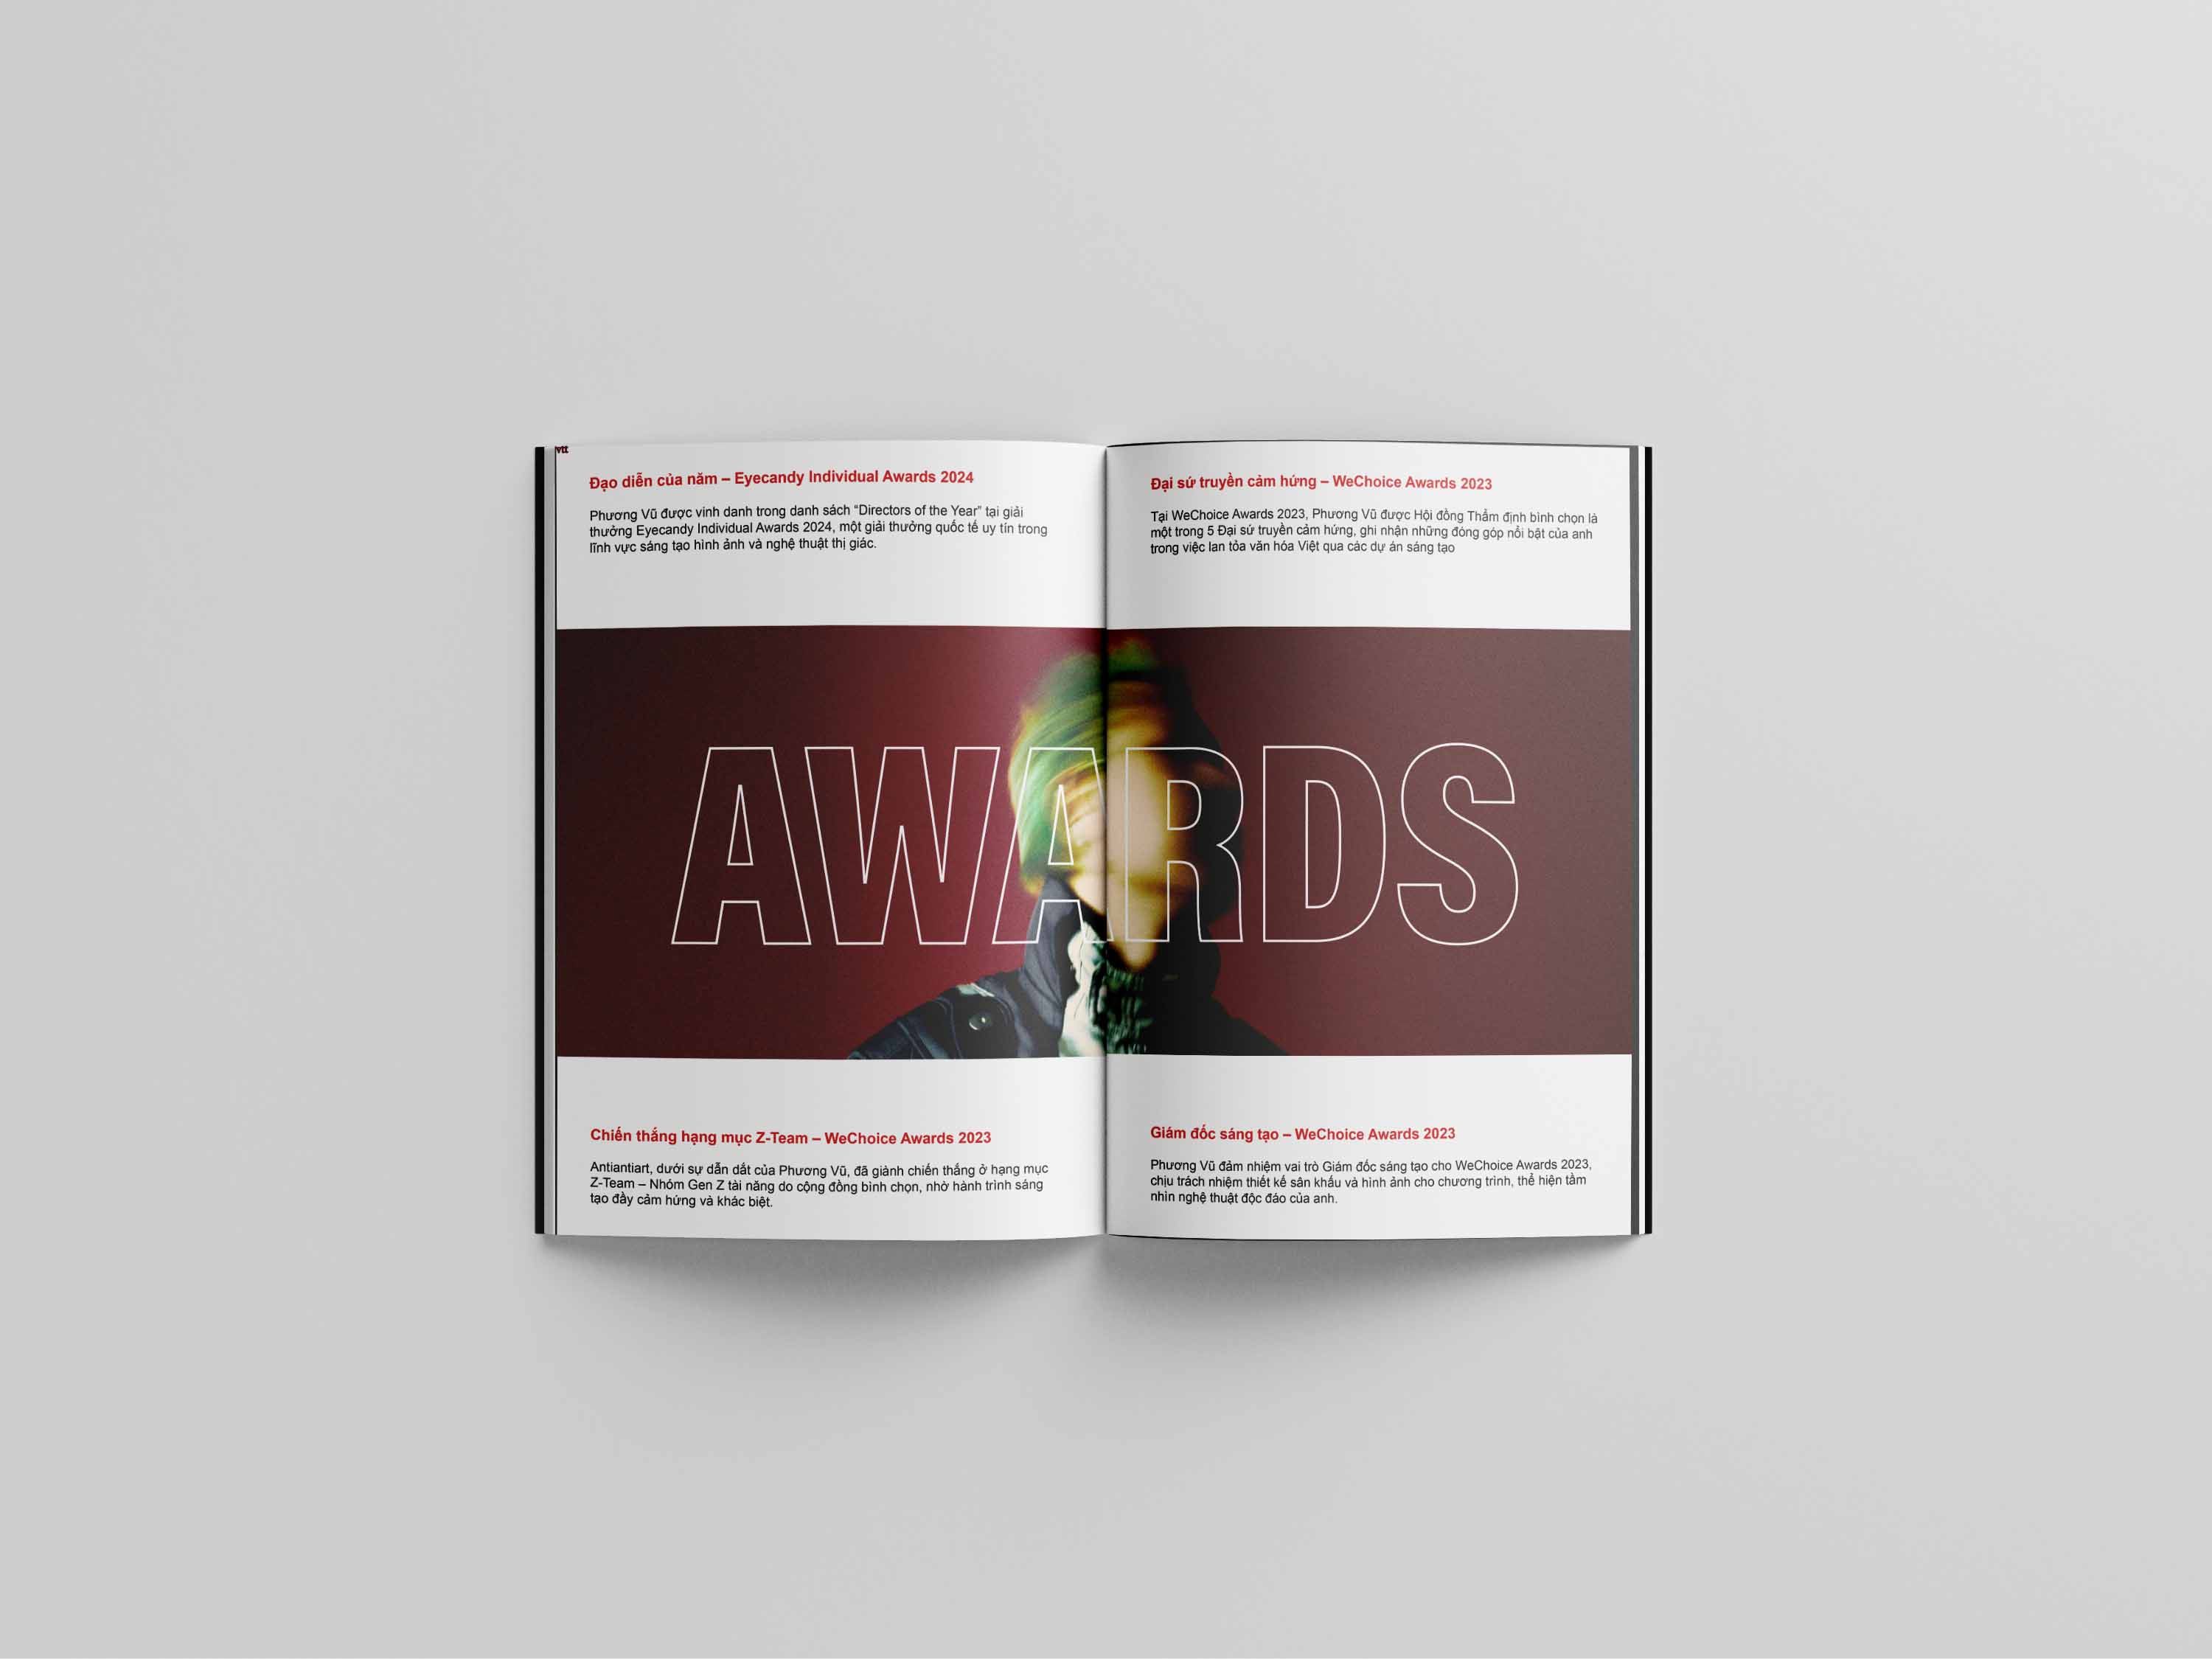 vtt
Đạo diễn của năm – Eyecandy Individual Awards 2024
Phương Vũ được vinh danh trong danh sách “Directors of the Year” tại giải
thưởng Eyecandy Individual Awards 2024, một giải thưởng quốc tế uy tín trong
lĩnh vực sáng tạo hình ảnh và nghệ thuật thị giác.
Đại sứ truyền cảm hứng – WeChoice Awards 2023
Tại WeChoice Awards 2023, Phương Vũ được Hội đồng Thẩm định bình chọn là
một trong 5 Đại sứ truyền cảm hứng, ghi nhận những đóng góp nổi bật của anh
trong việc lan tỏa văn hóa Việt qua các dự án sáng tạo
AWARDS
Chiến thắng hạng mục Z-Team – WeChoice Awards 2023
Antiantiart, dưới sự dẫn dắt của Phương Vũ, đã giành chiến thắng ở hạng mục
Z-Team – Nhóm Gen Z tài năng do cộng đồng bình chọn, nhờ hành trình sáng
tạo đầy cảm hứng và khác biệt.
Giám đốc sáng tạo – WeChoice Awards 2023
Phương Vũ đảm nhiệm vai trò Giám đốc sáng tạo cho WeChoice Awards 2023,
chịu trách nhiệm thiết kế sân khấu và hình ảnh cho chương trình, thể hiện tầm
nhìn nghệ thuật độc đáo của anh.